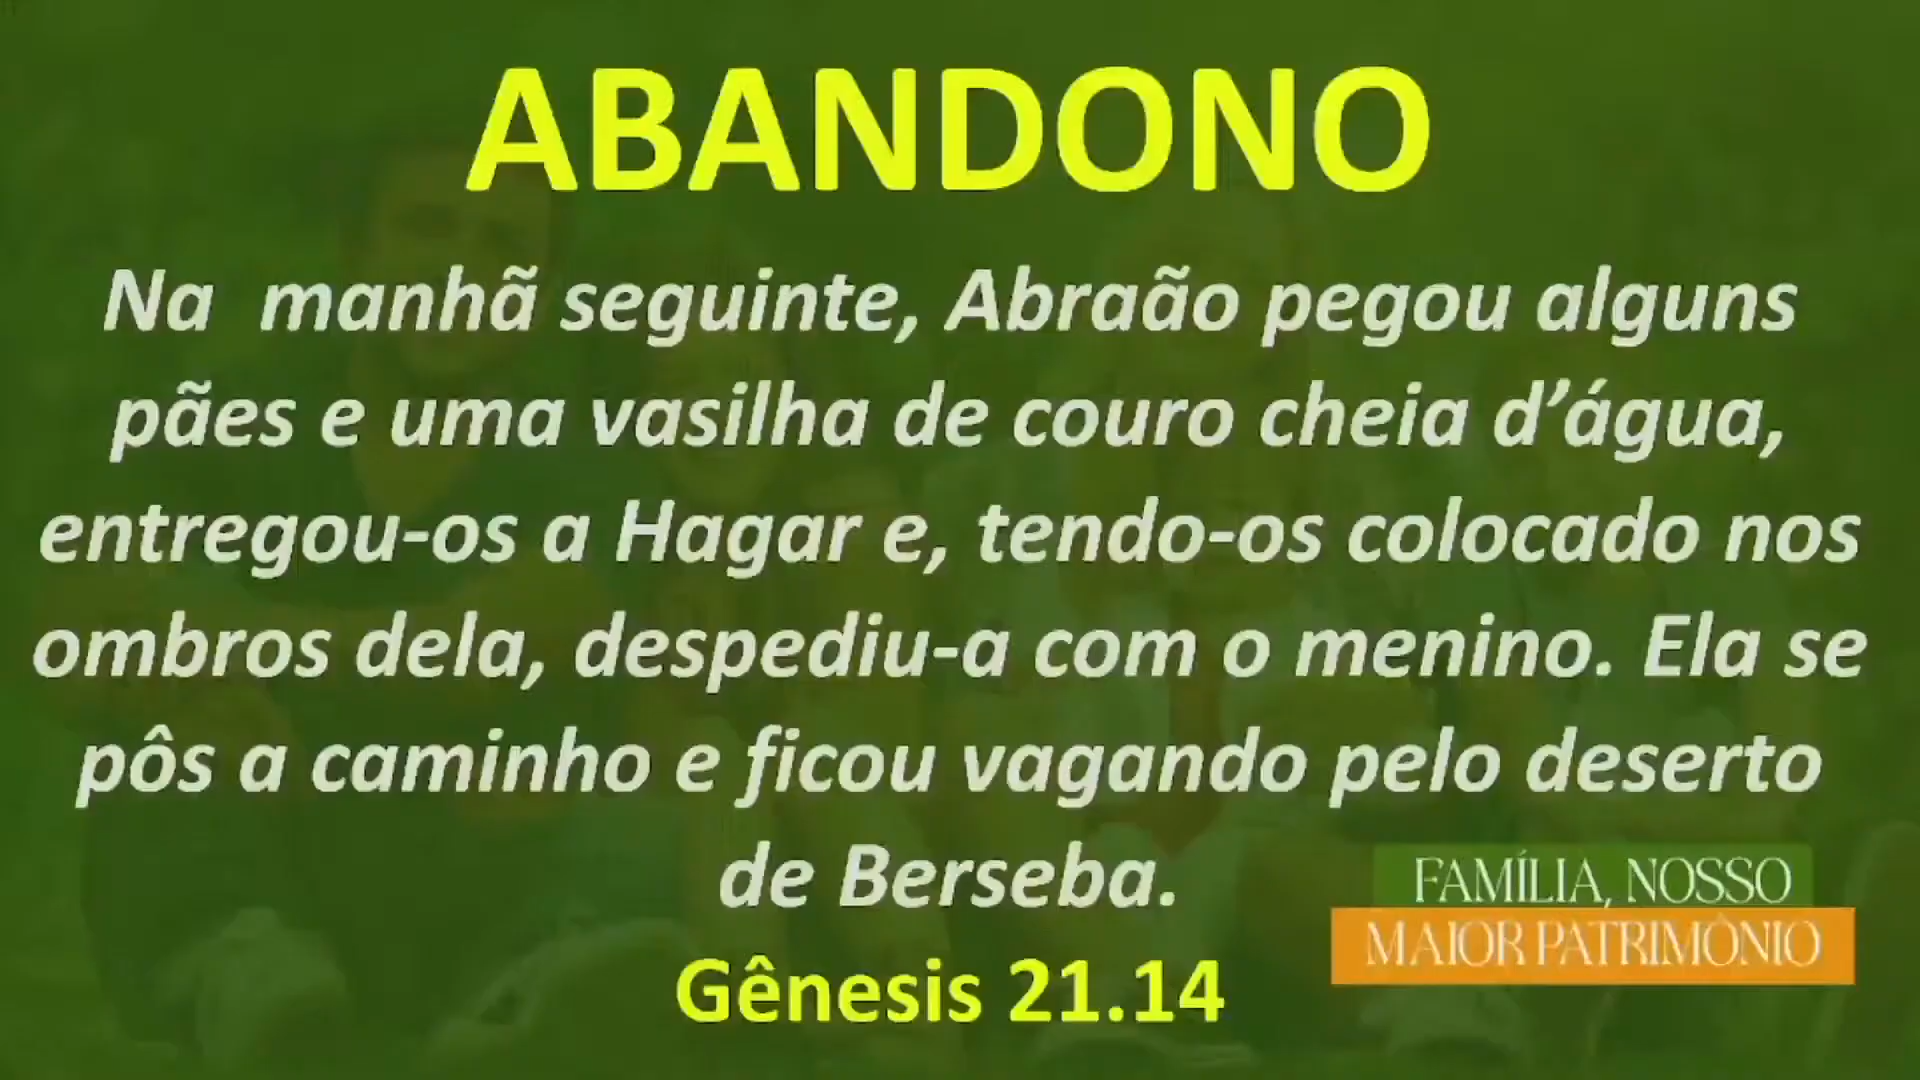 ABANDONO
Na manhã seguinte, Abraão pegou alguns
pães e uma vasilha de couro cheia d’água,
entregou-os a Hagar e, tendo-os colocado nos
ombros dela, despediu-a com o menino. Ela se
pôs a caminho e ficou vagando pelo deserto
de Berseba.
Gênesis 21.14
FAMÍLIA, NOSSO
MAIOR PATRIMÔNIO